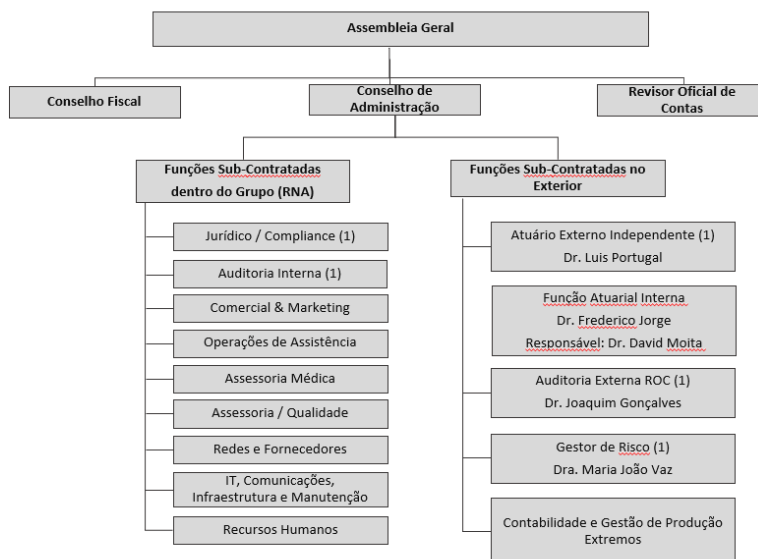 Assembleia Geral
Conselho Fiscal
Conselho de
Administração
Revisor Oficial de
Contas
Funções Sub-Contratadas
dentro do Grupo (RNA)
Jurídico / Compliance (1)
Auditoria Interna (1)
Comercial & Marketing
Operações de Assistência
Assessoria Médica
Assessoria / Qualidade
Redes e Fornecedores
IT, Comunicações,
Infraestrutura e Manutenção
Recursos Humanos
Funções Sub-Contratadas no
Exterior
Atuário Externo Independente (1)
Dr. Luis Portugal
Função Atuarial Interna
Dr. Frederico Jorge
Responsável: Dr. David Moita
Auditoria Externa ROC (1)
Dr. Joaquim Gonçalves
Gestor de Risco (1)
Dra. Maria João Vaz
Contabilidade e Gestão de Produção
Extremos